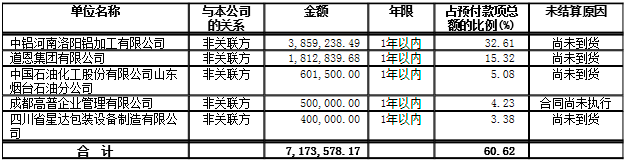 单位名称 与本公司的关系 金额 年限 占预付款项总额的比例(%) 未结算原因
中铝河南洛阳铝加工有限公司 非关联方 3,859,238.49 1年以内 32.61 尚未到货
道恩集团有限公司 非关联方 1,812,839.68 1年以内 15.32 尚未到货
中国石油化工股份有限公司山东烟台石油分公司 非关联方 601,500.00 1年以内 5.08 尚未到货
成都高普企业管理有限公司 非关联方 500,000.00 1年以内 4.23 合同尚未执行
四川省星达包装设备制造有限公司 非关联方 400,000.00 1年以内 3.38 尚未到货
合 计 7,173,578.17 60.62